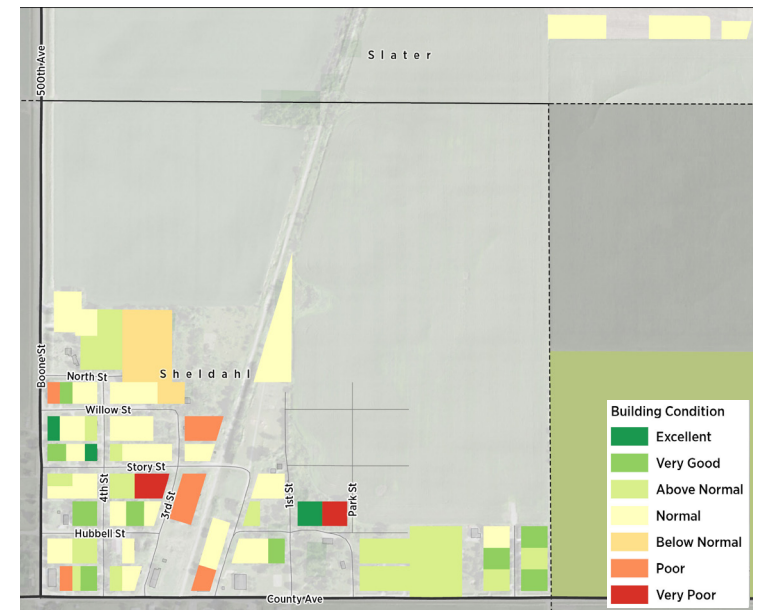 500th Ave
Slater
Boone St
North St
Sheldahl
Willow St
Story St
4th St
3rd St
1st St
Park St
Hubbell St
County Ave
Building Condition
Excellent
Very Good
Above Normal
Normal
Below Normal
Poor
Very Poor